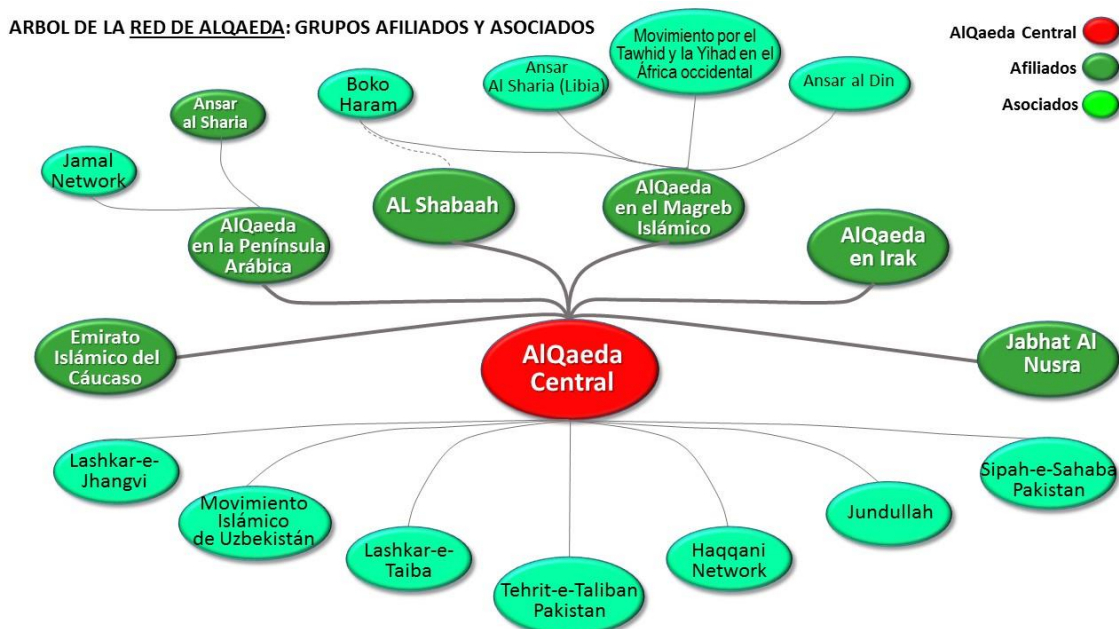 ARBOL DE LA RED DE ALQAEDA: GRUPOS AFILIADOS Y ASOCIADOS
AlQaeda Central
Afiliados
Asociados
Jamal
Network
Ansar
al Sharia
Boko
Haram
Ansar
Al Sharia (Libia)
Movimiento por el
Tawhid y la Yihad en el
África occidental
Ansar al Din
AlQaeda
en la Península
Arábica
AL Shabaah
AlQaeda
en el Magreb
Islámico
AlQaeda
en Irak
Emirato
Islámico del
Cáucaso
AlQaeda
Central
Jabhat Al
Nusra
Lashkar-e-
Jhangvi
Movimiento
Islámico
de Uzbekistán
Lashkar-e-
Taiba
Tehrit-e-Taliban
Pakistan
Haqqani
Network
Jundullah
Sipah-e-Sahaba
Pakistan